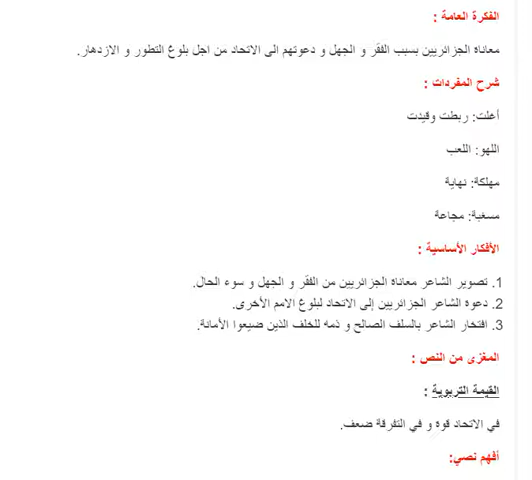 الفكرة العامة :
معاناة الجزائريين بسبب الفقر و الجهل و دعوتهم الى الاتحاد من اجل بلوغ التطور و الازدهار.
شرح المفردات :
أغلت: ربطت وقيدت
اللهو: اللعب
مهلكة: نهاية
مسغبة: مجاعة
الأفكار الأساسية :
1. تصوير الشاعر معاناة الجزائريين من الفقر و الجهل و سوء الحال.
2. دعوة الشاعر الجزائريين إلى الاتحاد لبلوغ الامم الأخرى.
3. افتخار الشاعر بالسلف الصالح و ذمه للخلف الذين ضيعوا الأمانة.
المغزى من النص :
القيمة التربوية :
في الاتحاد قوة و في التفرقة ضعف.
أفهم نصي: